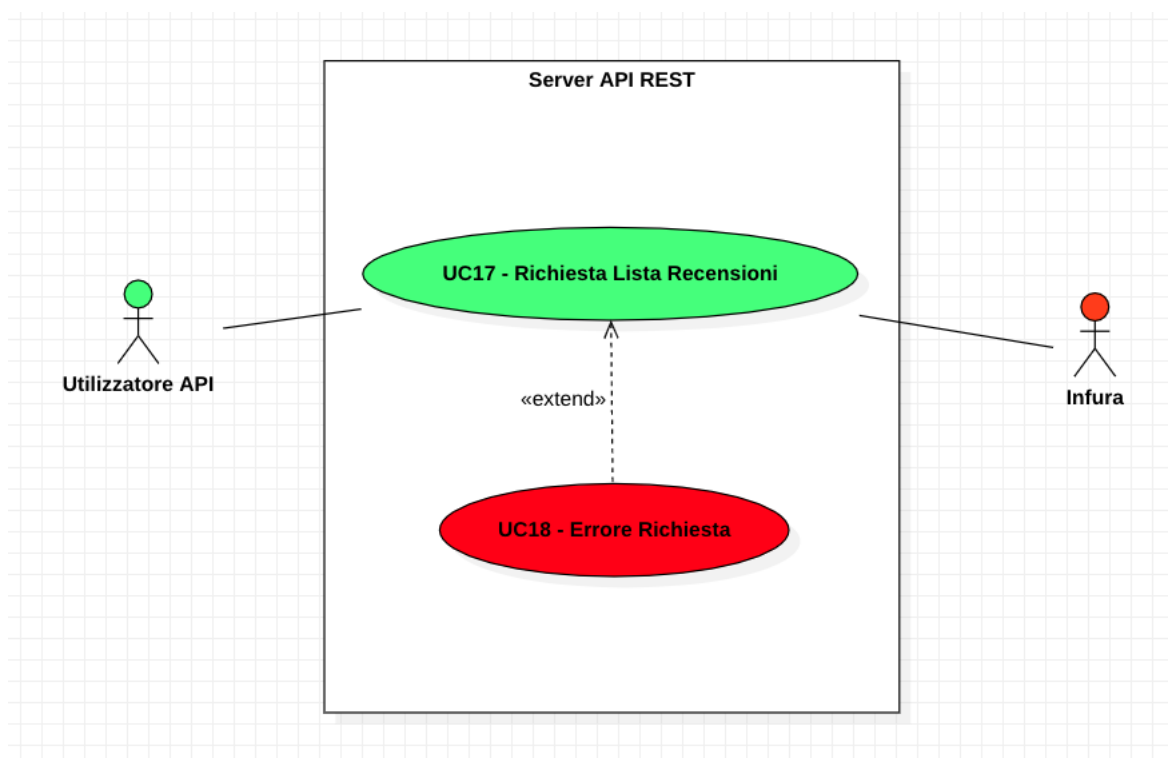 Server API REST
UC17 - Richiesta Lista Recensioni
Utilizzatore API
Infura
«extend»
UC18 - Errore Richiesta